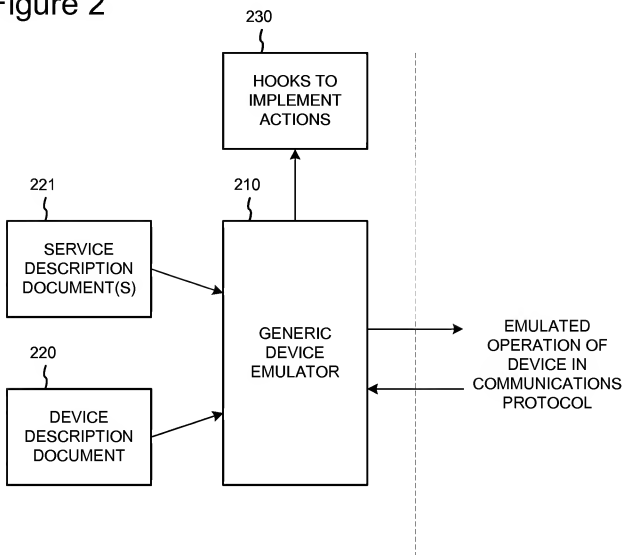 Figure 2
230
HOOKS TO
IMPLEMENT
ACTIONS
221
210
SERVICE
DESCRIPTION
DOCUMENT(S)
GENERIC
DEVICE
EMULATOR
EMULATED
OPERATION OF
DEVICE IN
COMMUNICATIONS
PROTOCOL
220
DEVICE
DESCRIPTION
DOCUMENT